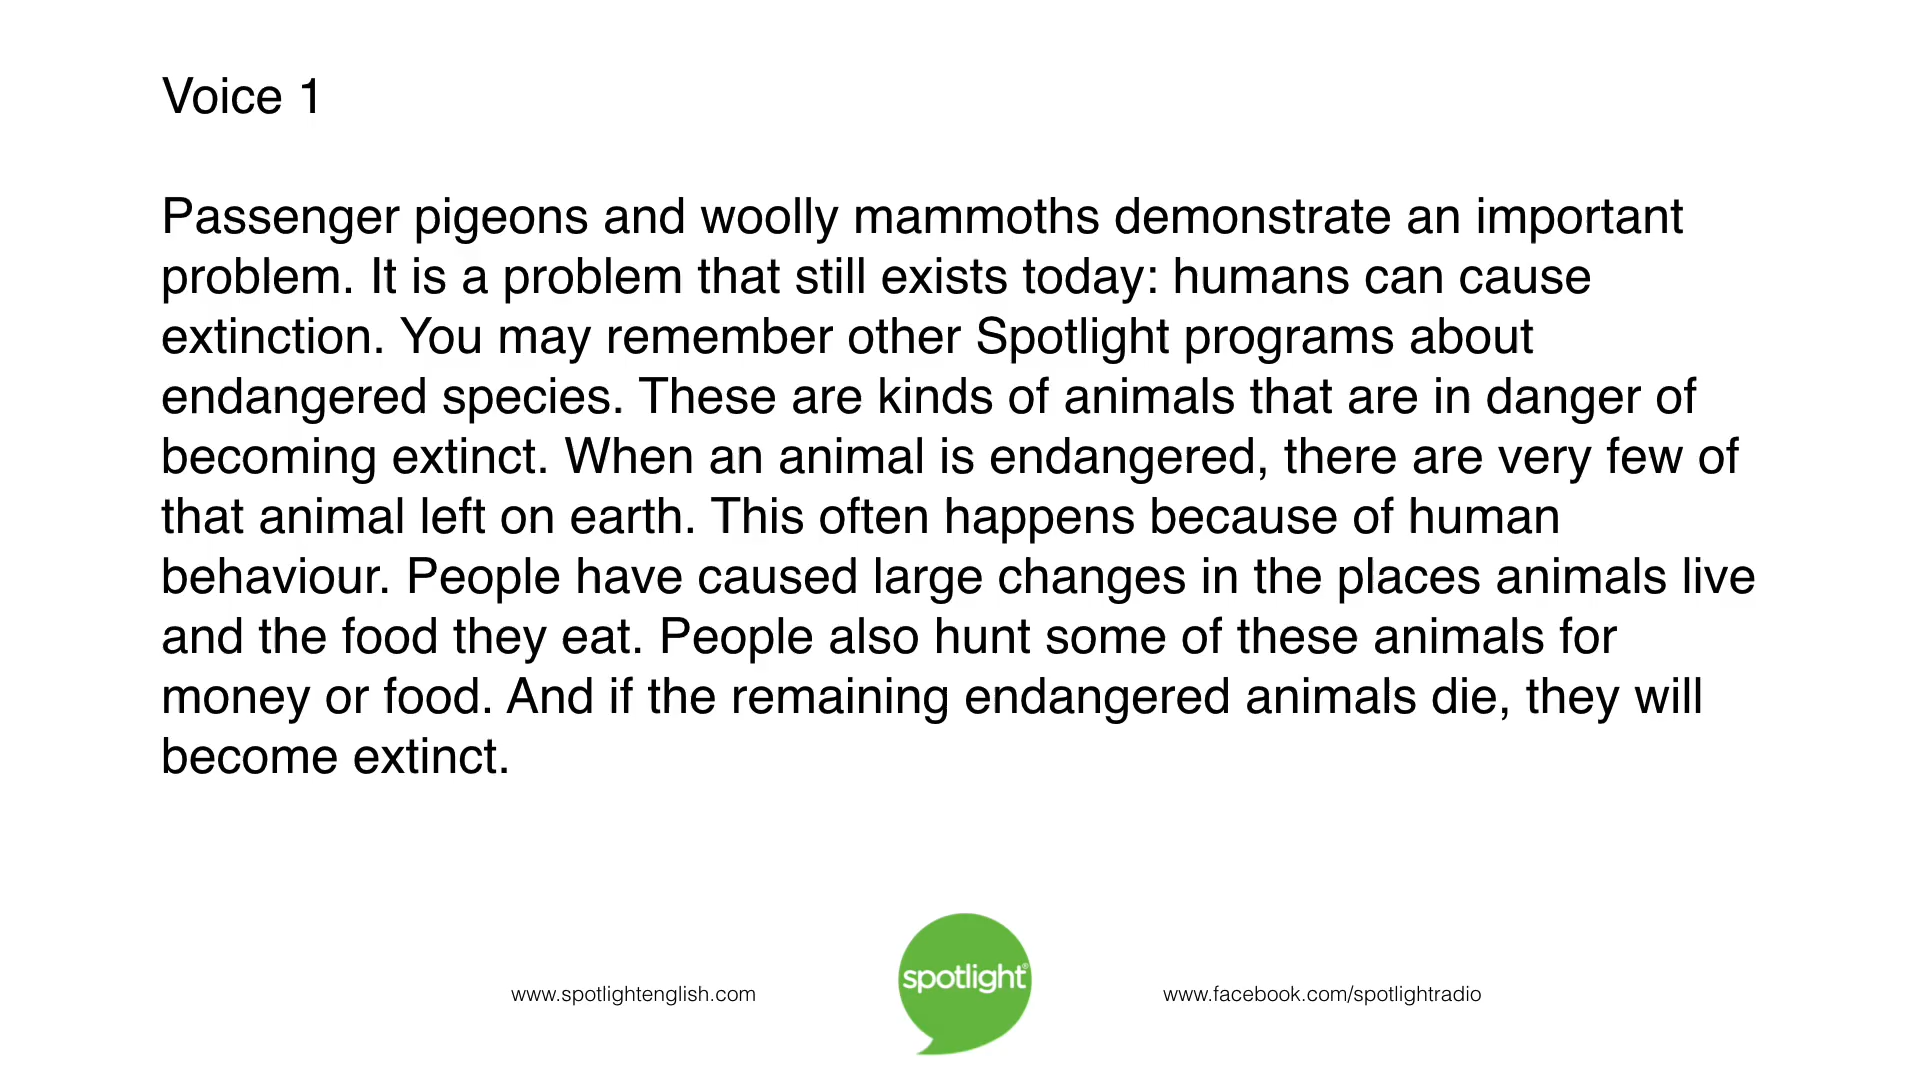 Voice 1
Passenger pigeons and woolly mammoths demonstrate an important
problem. It is a problem that still exists today: humans can cause
extinction. You may remember other Spotlight programs about
endangered species. These are kinds of animals that are in danger of
becoming extinct. When an animal is endangered, there are very few of
that animal left on earth. This often happens because of human
behaviour. People have caused large changes in the places animals live
and the food they eat. People also hunt some of these animals for
money or food. And if the remaining endangered animals die, they will
become extinct.
www.spotlightenglish.com
spotlight®
www.facebook.com/spotlightradio